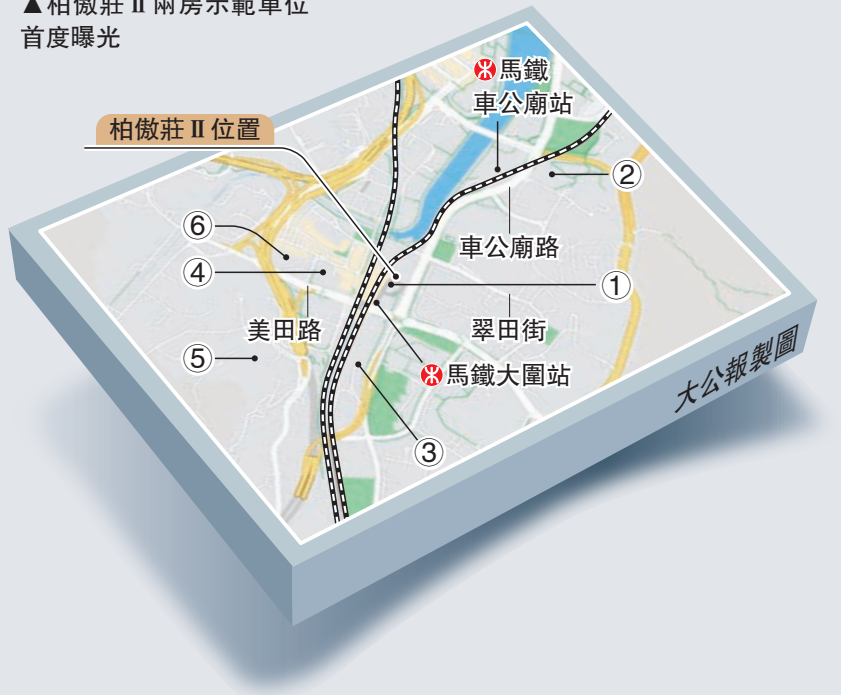 ▲柏傲莊 II 兩房示範單位
首度曝光
馬鐵
車公廟站
柏傲莊 II 位置
②
⑥
車公廟路
④
①
美田路
翠田街
⑤
馬鐵大圍站
大公報製圖
③